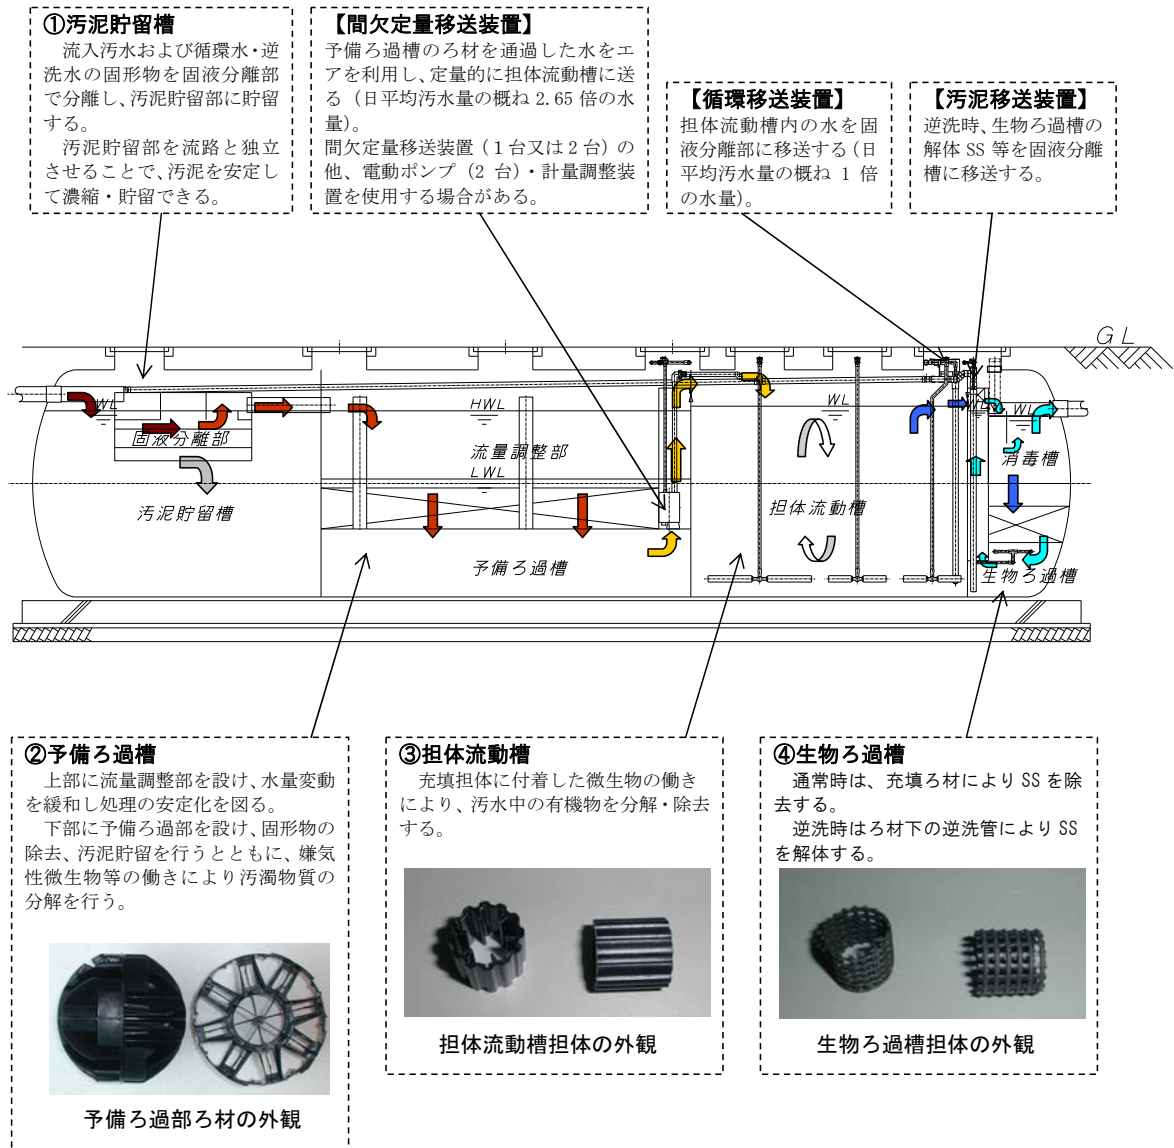 ①汚泥貯留槽
流入汚水および循環水・逆
洗水の固形物を固液分離部
で分離し、汚泥貯留部に貯留
する。
汚泥貯留部を流路と独立
させることで、汚泥を安定し
て濃縮・貯留できる。
【間欠定量移送装置】
予備ろ過槽のろ材を通過した水をエ
アを利用し、定量的に担体流動槽に送
る（日平均汚水量の概ね 2.65 倍の水
量）。
間欠定量移送装置（１台又は２台）の
他、電動ポンプ（2 台）・計量調整装
置を使用する場合がある。
【循環移送装置】
担体流動槽内の水を固
液分離部に移送する（日
平均汚水量の概ね 1 倍
の水量）。
【汚泥移送装置】
逆洗時、生物ろ過槽の
解体 SS 等を固液分離
槽に移送する。
GL
WL
HWL
WL
WL
WL
固液分離部
流量調整部
消毒槽
LWL
汚泥貯留槽
担体流動槽
予備ろ過槽
生物ろ過槽
②予備ろ過槽
上部に流量調整部を設け、水量変動
を緩和し処理の安定化を図る。
下部に予備ろ過部を設け、固形物の
除去、汚泥貯留を行うとともに、嫌気
性微生物等の働きにより汚濁物質の
分解を行う。
予備ろ過部ろ材の外観
③担体流動槽
充填担体に付着した微生物の働き
により、汚水中の有機物を分解・除去
する。
担体流動槽担体の外観
④生物ろ過槽
通常時は、充填ろ材により SS を除
去する。
逆洗時はろ材下の逆洗管により SS
を解体する。
生物ろ過槽担体の外観